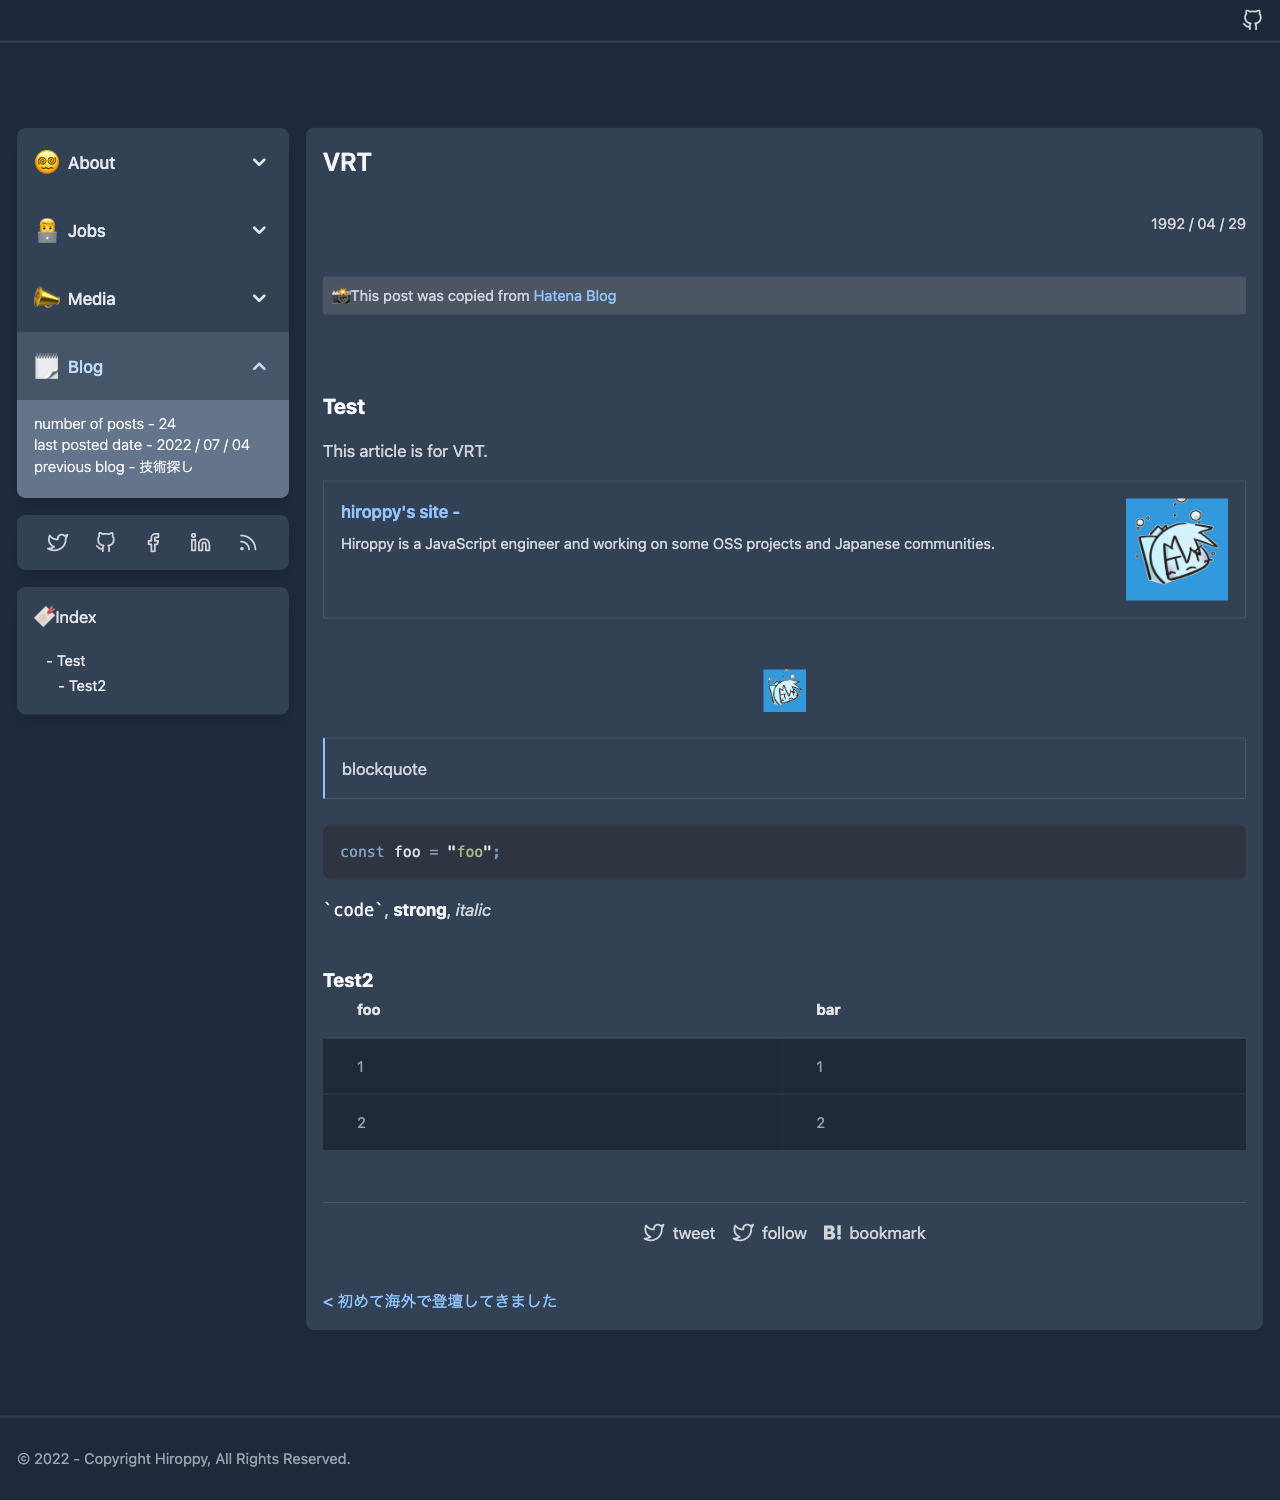 About
Jobs
Media
Blog
number of posts - 24
last posted date - 2022 / 07 / 04
previous blog - 技術探し
Index
- Test
- Test2
VRT
1992 / 04 / 29
This post was copied from Hatena Blog
Test
This article is for VRT.
hiroppy's site -
Hiroppy is a JavaScript engineer and working on some OSS projects and Japanese communities.
blockquote
const foo = "foo";
`code`, strong, italic
Test2
foo bar
1 1
2 2
tweet follow B! bookmark
< 初めて海外で登壇してきました
© 2022 - Copyright Hiroppy, All Rights Reserved.